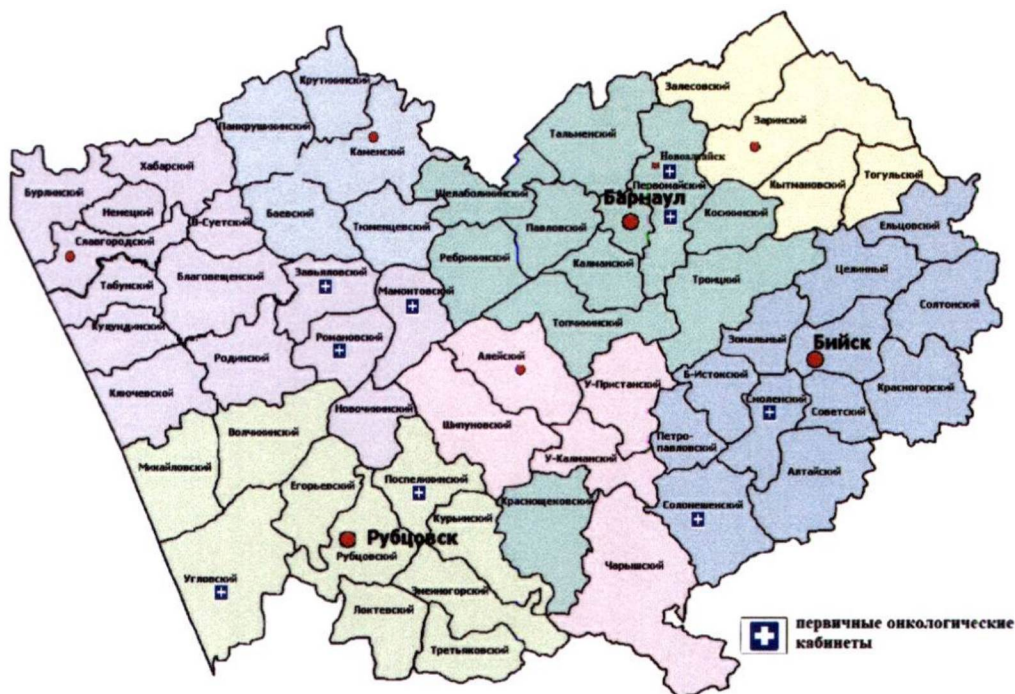 Крутихинский
Залесовский
Панкрушихинский
Заринский
Каменский
Тальменский
Хабарский
Новоалтайск
Тогульский
Бурлинский
Шелаболихинский
Первомайский
Кытмановский
Немецкий
Барнаул
Косихинский
Б-Суетский
Баевский
Тюменцевский
Павловский
Ельцовский
Славгородский
Ребрихинский
Калманский
Целинный
Табунский
Благовещенский
Завьяловский
Мамонтовский
Троицкий
Солтонский
Кулундинский
Романовский
Топчихинский
Зональный
Бийск
Родинский
Алейский
Б-Истокский
У-Пристанский
Красногорский
Ключевской
Новочихинский
Смоленский
Советский
Шипуновский
Волчихинский
Петро-
павловский
Михайловский
У-Калманский
Алтайский
Егорьевский
Поспелихинский
Краснощековский
Солонешенский
Курьинский
Рубцовск
Рубцовский
Чарышский
Угловский
Змеиногорский
Локтевский
Третьяковский
первичные онкологические
кабинеты